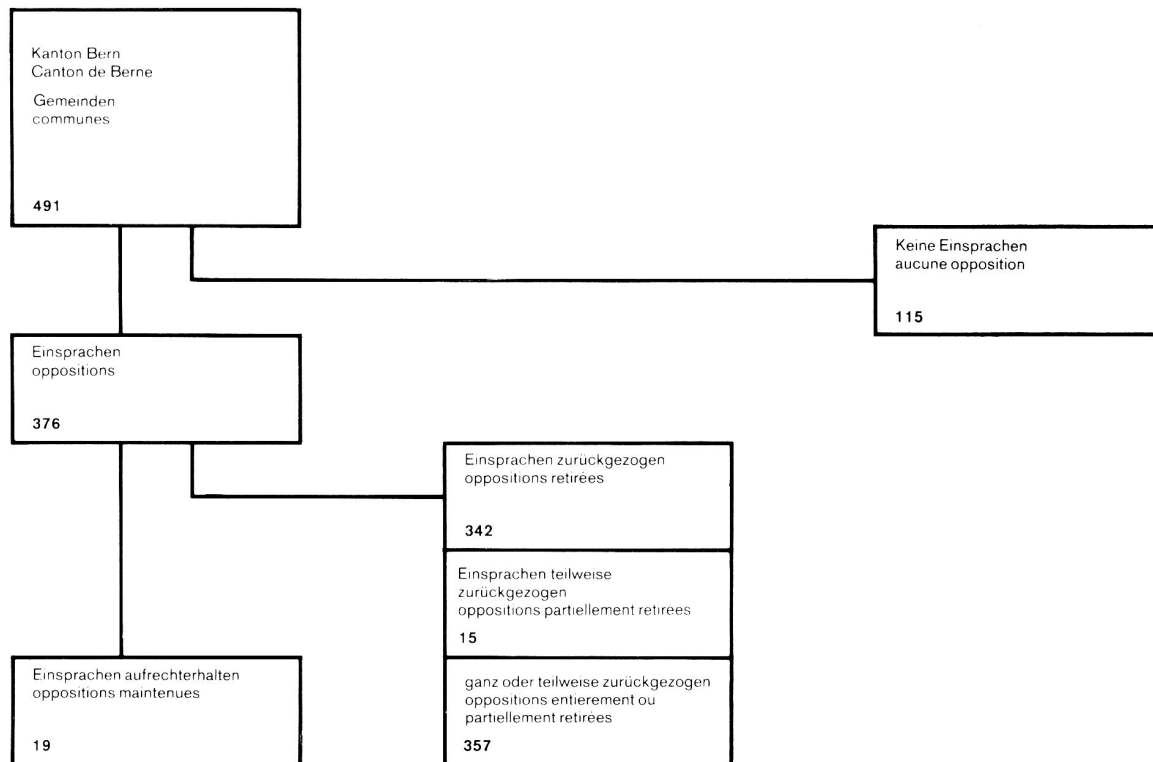 Kanton Bern
Canton de Berne
Gemeinden
communes
491
Keine Einsprachen
aucune opposition
115
Einsprachen
oppositions
376
Einsprachen zurückgezogen
oppositions retirées
342
Einsprachen teilweise
zurückgezogen
oppositions partiellement retirées
15
Einsprachen aufrechterhalten
oppositions maintenues
19
ganz oder teilweise zurückgezogen
oppositions entièrement ou
partiellement retirées
357